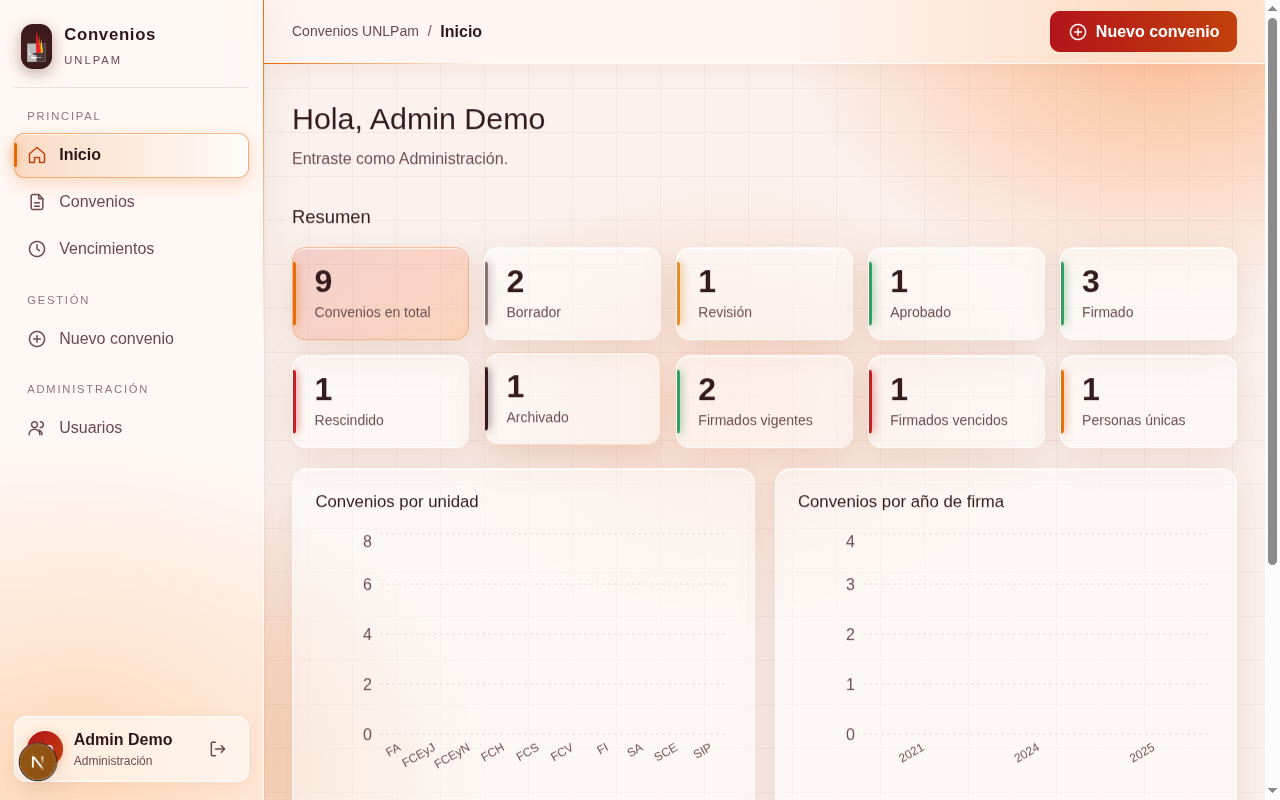 Convenios
UNLPAM
PRINCIPAL
Inicio
Convenios
Vencimientos
GESTIÓN
Nuevo convenio
ADMINISTRACIÓN
Usuarios
Admin Demo
Administración
N
Convenios UNLPam / Inicio
Nuevo convenio
Hola, Admin Demo
Entraste como Administración.
Resumen
9
Convenios en total
2
Borrador
1
Revisión
1
Aprobado
3
Firmado
1
Rescindido
1
Archivado
2
Firmados vigentes
1
Firmados vencidos
1
Personas únicas
Convenios por unidad
8
6
4
2
0
FA FCEyJ FCEyN FCH FCS FCV FI SA SCE SIP
Convenios por año de firma
4
3
2
1
0
2021 2024 2025